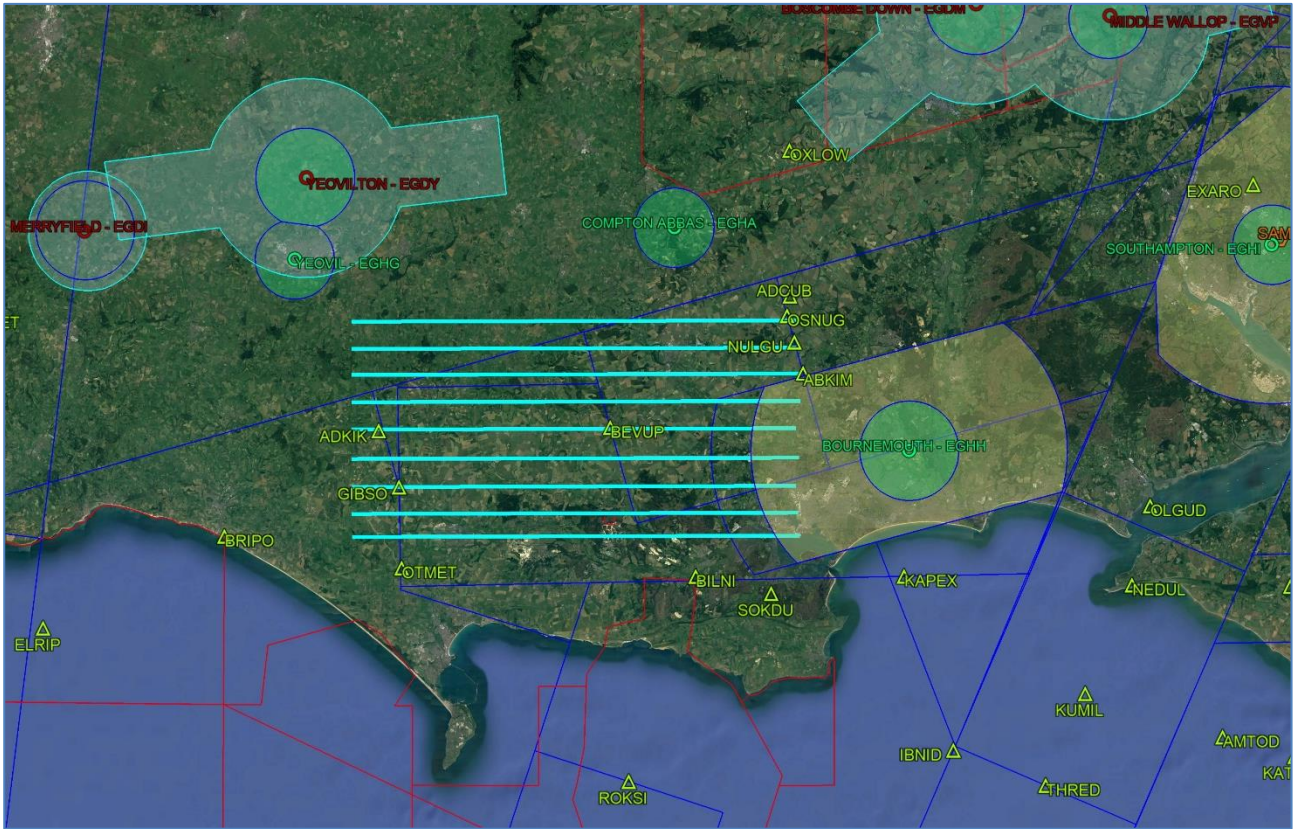 BOSCOMBE DOWN - EGDM
MIDDLE WALLOP - EGVP
OXLOW
YEOVILTON - EGDY
EXARO
MERRYFIELD - EGDI
COMPTON ABBAS - EGHA
SAM
SOUTHAMPTON - EGHI
YEOVIL - EGHG
ADCUB
ET
OSNUG
NULGU
ABKIM
ADKIK
BEVUP
BOURNEMOUTH - EGHH
GIBSO
OLGUD
BRIPO
OTMET
BILNI
KAPEX
NEDUL
SOKDU
ELRIP
KUMIL
AMTOD
IBNID
KAT
THRED
ROKSI